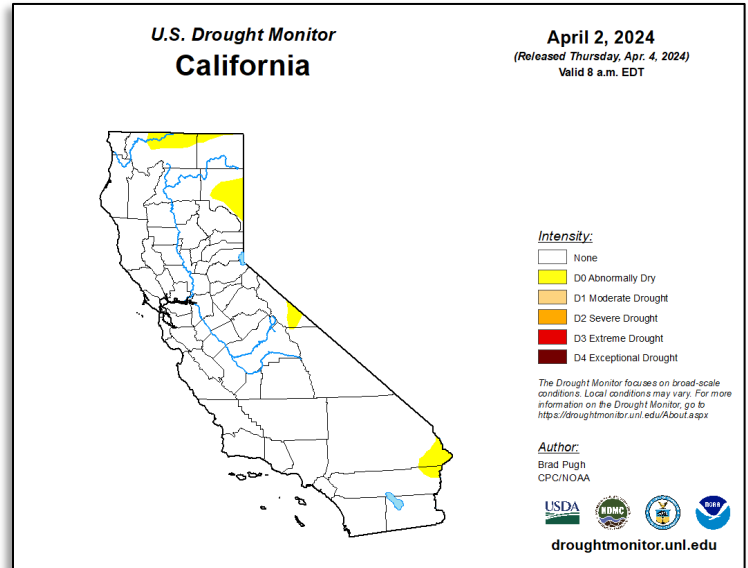 U.S. Drought Monitor
California
April 2, 2024
(Released Thursday, Apr. 4, 2024)
Valid 8 a.m. EDT
Intensity:
None
D0 Abnormally Dry
D1 Moderate Drought
D2 Severe Drought
D3 Extreme Drought
D4 Exceptional Drought
The Drought Monitor focuses on broad-scale
conditions. Local conditions may vary. For more
information on the Drought Monitor, go to
https://droughtmonitor.unl.edu/About.aspx
Author:
Brad Pugh
CPC/NOAA
USDA
NDMC
NOAA
droughtmonitor.unl.edu